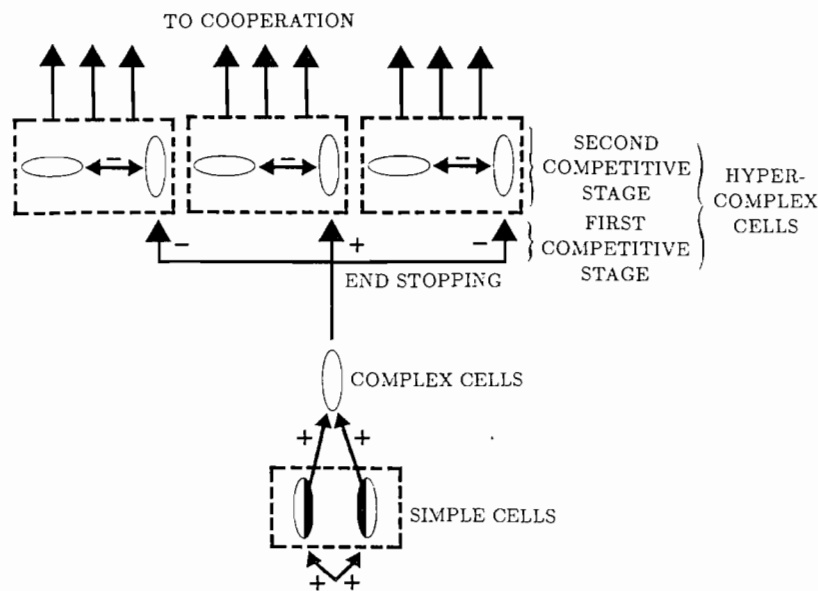 TO COOPERATION
–
–
–
SECOND
COMPETITIVE
STAGE
HYPER-
COMPLEX
CELLS
–
+
–
FIRST
COMPETITIVE
STAGE
END STOPPING
COMPLEX CELLS
+ +
SIMPLE CELLS
+ +